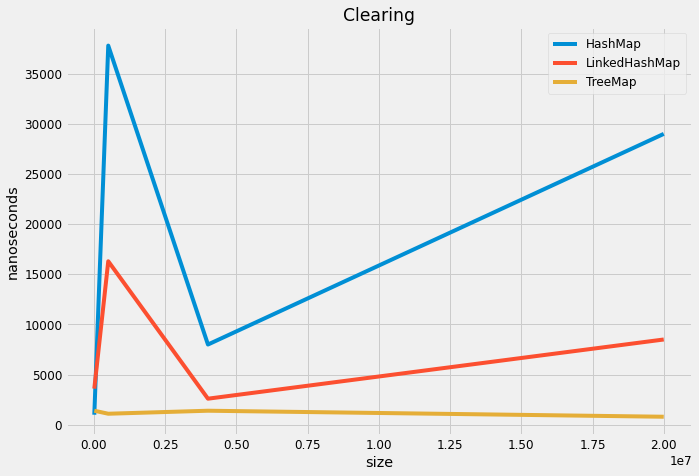 Clearing
HashMap
LinkedHashMap
TreeMap
nanoseconds
35000
30000
25000
20000
15000
10000
5000
0
0.00 0.25 0.50 0.75 1.00 1.25 1.50 1.75 2.00
1e7
size